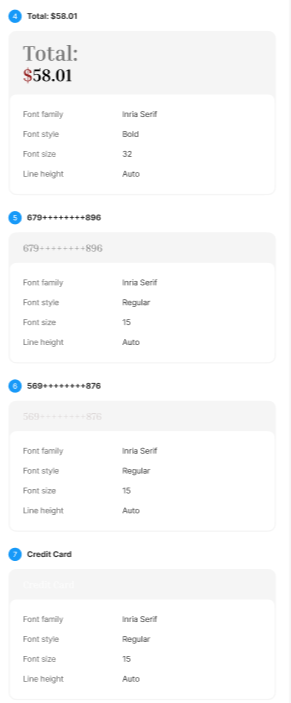 4 Total: $58.01
Total:
$58.01
Font family Inria Serif
Font style Bold
Font size 32
Line height Auto
5 679++++++++896
679++++++++896
Font family Inria Serif
Font style Regular
Font size 15
Line height Auto
6 569++++++++876
569++++++++876
Font family Inria Serif
Font style Regular
Font size 15
Line height Auto
7 Credit Card
Credit Card
Font family Inria Serif
Font style Regular
Font size 15
Line height Auto